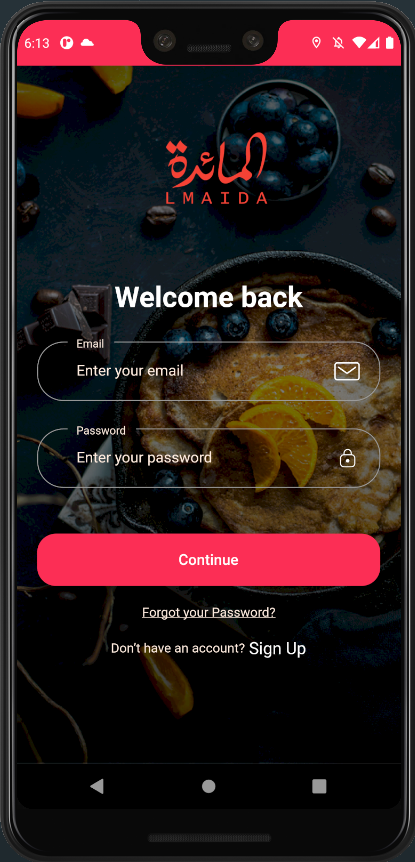 6:13
المائدة
LMAIDA
Welcome back
Email
Enter your email
Password
Enter your password
Continue
Forgot your Password?
Don't have an account? Sign Up